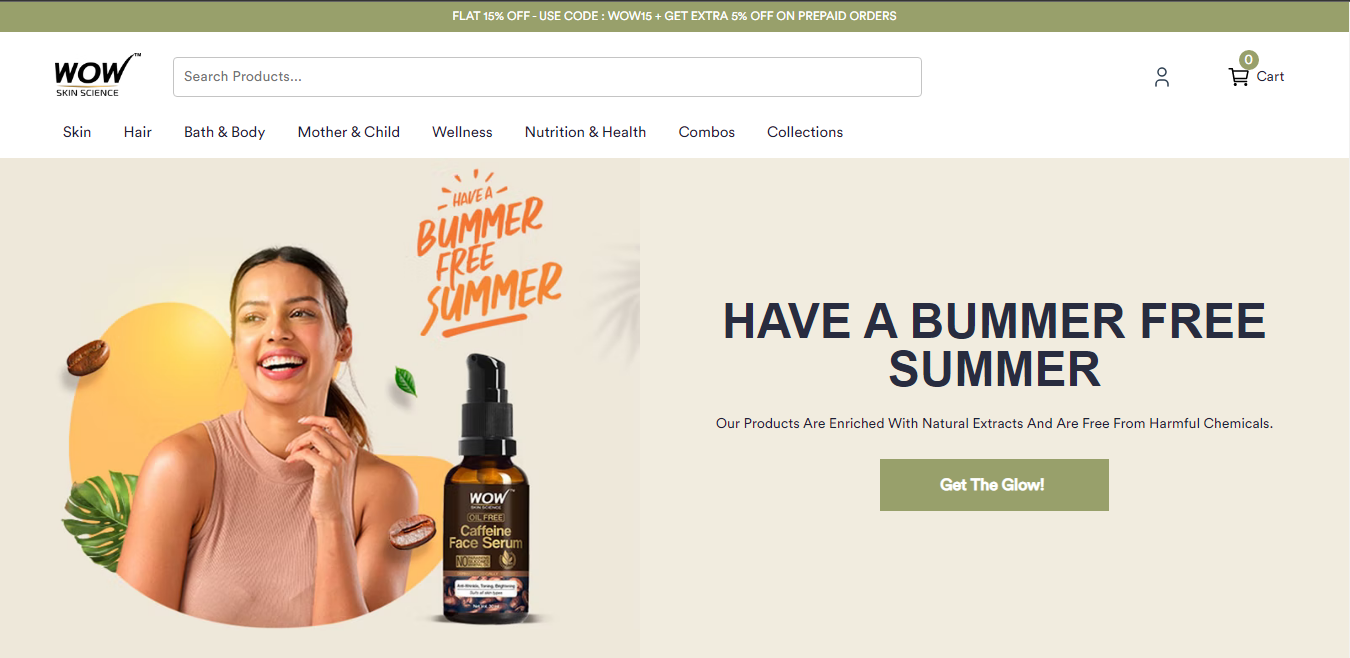 FLAT 15% OFF - USE CODE : WOW15 + GET EXTRA 5% OFF ON PREPAID ORDERS
WOW™
SKIN SCIENCE
Search Products...
0
Cart
Skin Hair Bath & Body Mother & Child Wellness Nutrition & Health Combos Collections
HAVE A
BUMMER
FREE
SUMMER
WOW
SKIN SCIENCE
OIL FREE
Caffeine
Face Serum
NO
Anti-Wrinkle, Toning, Brightening
Suits all skin types
HAVE A BUMMER FREE
SUMMER
Our Products Are Enriched With Natural Extracts And Are Free From Harmful Chemicals.
Get The Glow!